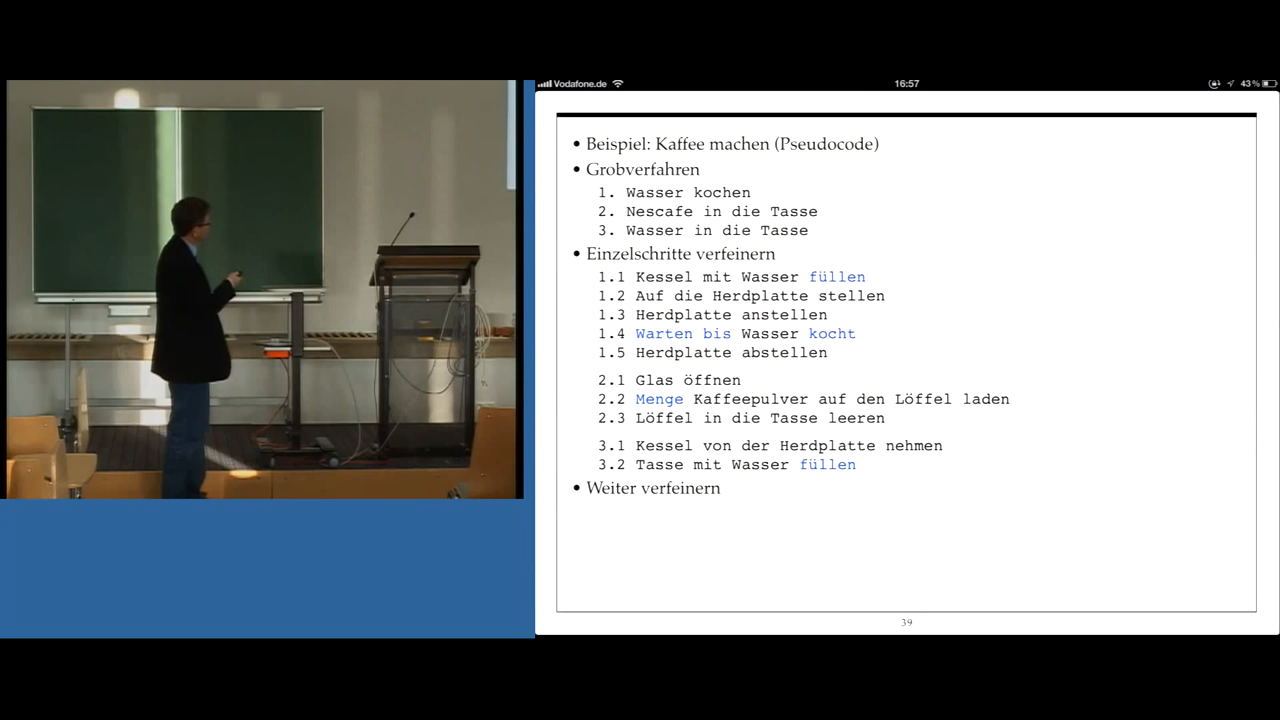 Vodafone.de 16:57 43%
• Beispiel: Kaffee machen (Pseudocode)
• Grobverfahren
1. Wasser kochen
2. Nescafe in die Tasse
3. Wasser in die Tasse
• Einzelschritte verfeinern
1.1 Kessel mit Wasser füllen
1.2 Auf die Herdplatte stellen
1.3 Herdplatte anstellen
1.4 Warten bis Wasser kocht
1.5 Herdplatte abstellen
2.1 Glas öffnen
2.2 Menge Kaffeepulver auf den Löffel laden
2.3 Löffel in die Tasse leeren
3.1 Kessel von der Herdplatte nehmen
3.2 Tasse mit Wasser füllen
• Weiter verfeinern
39